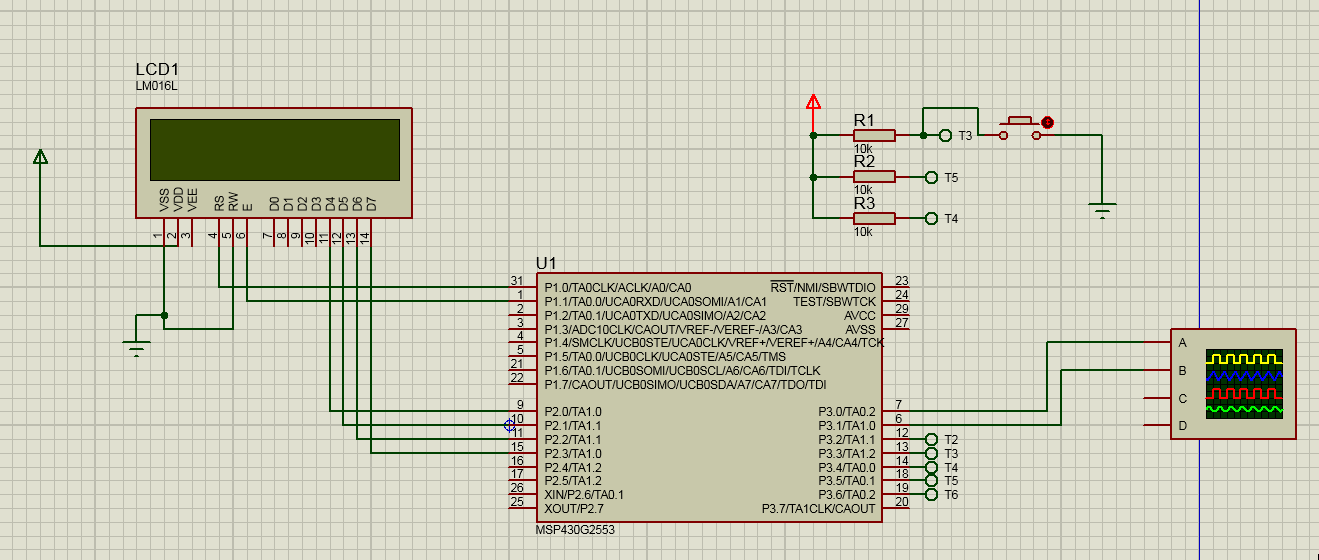 LCD1
LM016L
VSS VDD VEE RS RW E D0 D1 D2 D3 D4 D5 D6 D7
1 2 3 4 5 6 7 8 9 10 11 12 13 14
R1
10k
T3
R2
10k
T5
R3
10k
T4
U1
31 P1.0/TA0CLK/ACLK/A0/CA0 RST/NMI/SBWTDIO 23
1 P1.1/TA0.0/UCA0RXD/UCA0SOMI/A1/CA1 TEST/SBWTCK 24
2 P1.2/TA0.1/UCA0TXD/UCA0SIMO/A2/CA2 AVCC 29
3 P1.3/ADC10CLK/CAOUT/VREF-/VEREF-/A3/CA3 AVSS 27
4 P1.4/SMCLK/UCB0STE/UCA0CLK/VREF+/VEREF+/A4/CA4/TCK
5 P1.5/TA0.0/UCB0CLK/UCA0STE/A5/CA5/TMS
21 P1.6/TA0.1/UCB0SOMI/UCB0SCL/A6/CA6/TDI/TCLK
22 P1.7/CAOUT/UCB0SIMO/UCB0SDA/A7/CA7/TDO/TDI
9 P2.0/TA1.0 P3.0/TA0.2 7
10 P2.1/TA1.1 P3.1/TA1.0 6
11 P2.2/TA1.1 P3.2/TA1.1 12 T2
15 P2.3/TA1.0 P3.3/TA1.2 13 T3
16 P2.4/TA1.2 P3.4/TA0.0 14 T4
17 P2.5/TA1.2 P3.5/TA0.1 18 T5
26 XIN/P2.6/TA0.1 P3.6/TA0.2 19 T6
25 XOUT/P2.7 P3.7/TA1CLK/CAOUT 20
MSP430G2553
A
B
C
D